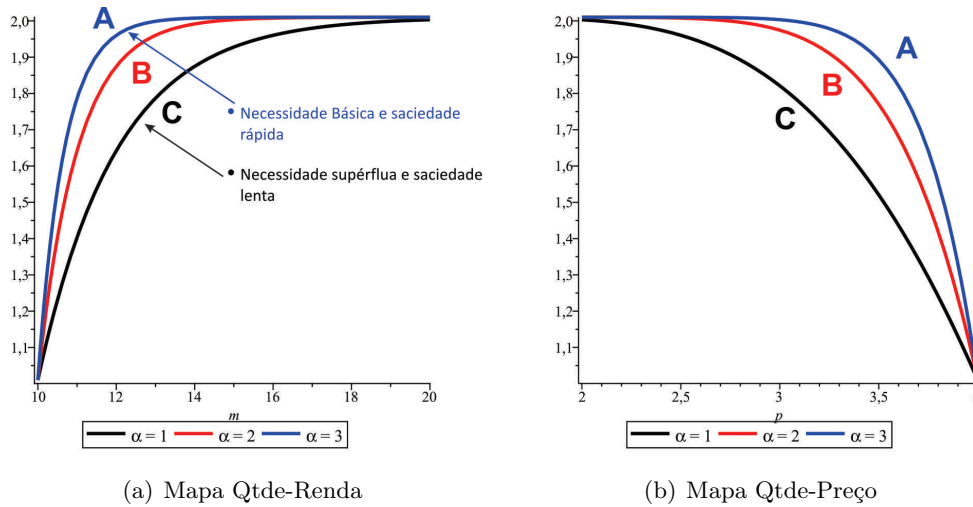 2,0
1,9
1,8
1,7
1,6
1,5
1,4
1,3
1,2
1,1
A
B
C
• Necessidade Básica e saciedade
rápida
• Necessidade supérflua e saciedade
lenta
10 12 14 16 18 20
m
α = 1 α = 2 α = 3
(a) Mapa Qtde-Renda
2,0
1,9
1,8
1,7
1,6
1,5
1,4
1,3
1,2
1,1
A
B
C
2 2,5 3 3,5
p
α = 1 α = 2 α = 3
(b) Mapa Qtde-Preço